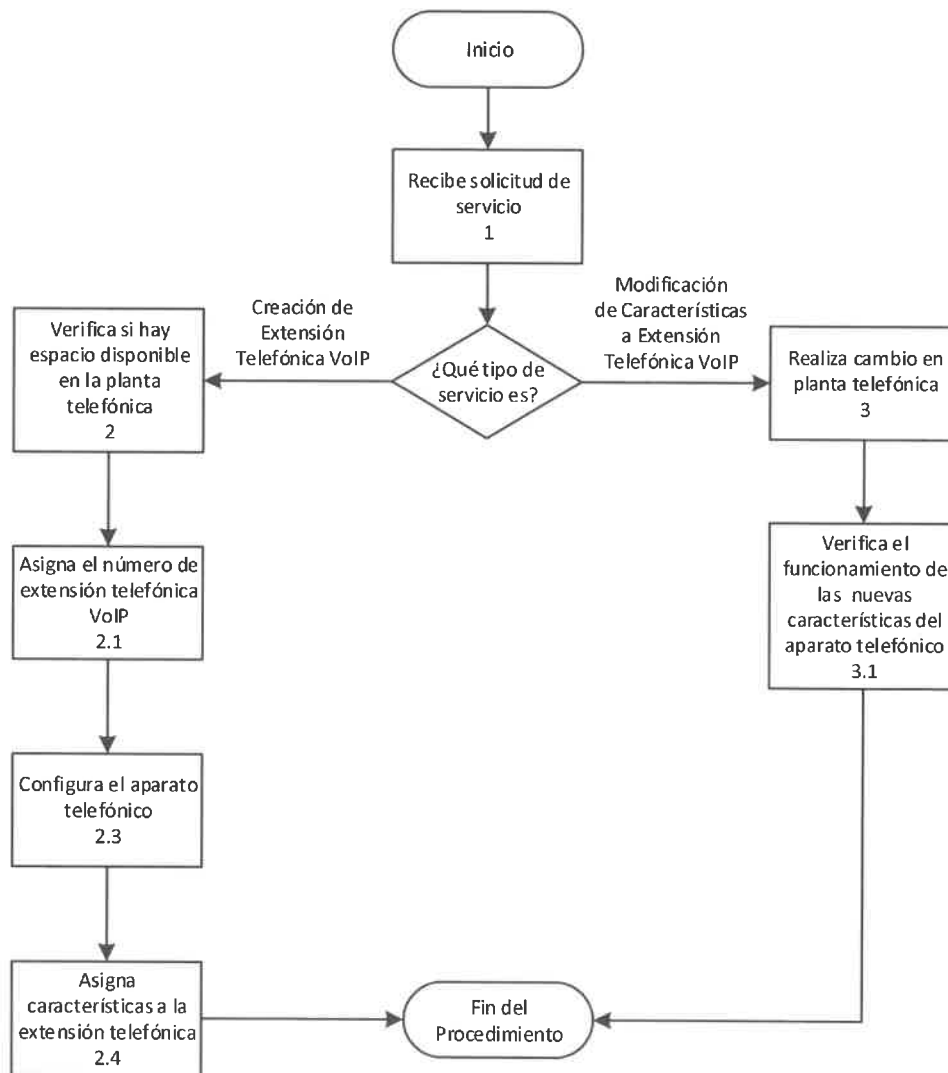 Inicio
Recibe solicitud de
servicio
1
Creación de
Extensión
Telefónica VoIP
¿Qué tipo de
servicio es?
Modificación
de Características
a Extensión
Telefónica VoIP
Verifica si hay
espacio disponible
en la planta
telefónica
2
Realiza cambio en
planta telefónica
3
Asigna el número de
extensión telefónica
VoIP
2.1
Verifica el
funcionamiento de
las nuevas
características del
aparato telefónico
3.1
Configura el aparato
telefónico
2.3
Asigna
características a la
extensión telefónica
2.4
Fin del
Procedimiento